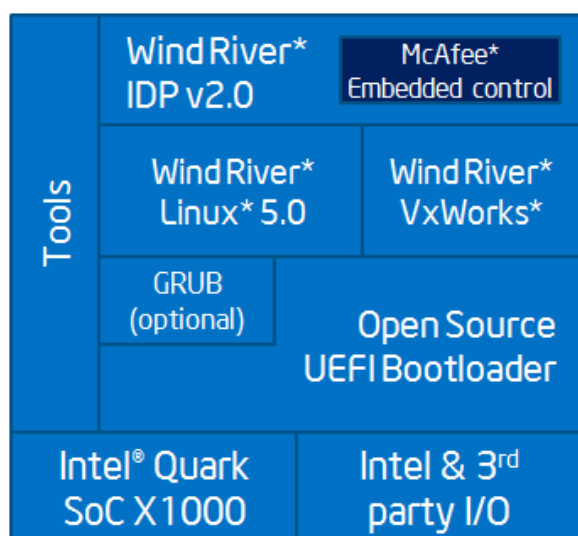 Tools
Wind River*
IDP v2.0
McAfee*
Embedded control
Wind River*
Linux* 5.0
Wind River*
VxWorks*
GRUB
(optional)
Open Source
UEFI Bootloader
Intel® Quark
SoC X1000
Intel & 3rd
party I/O